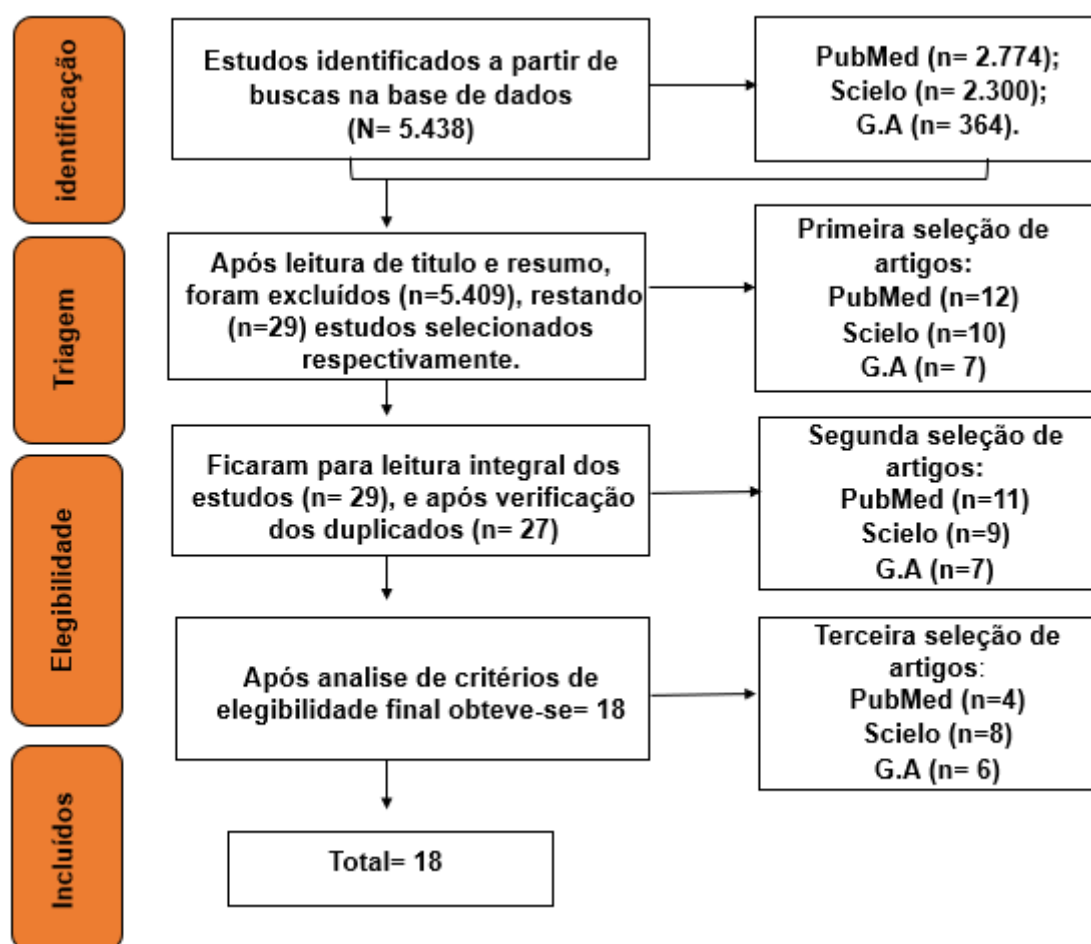 identificação
Estudos identificados a partir de
buscas na base de dados
(N= 5.438)
PubMed (n= 2.774);
Scielo (n= 2.300);
G.A (n= 364).
Triagem
Após leitura de titulo e resumo,
foram excluídos (n=5.409), restando
(n=29) estudos selecionados
respectivamente.
Primeira seleção de
artigos:
PubMed (n=12)
Scielo (n=10)
G.A (n= 7)
Elegibilidade
Ficaram para leitura integral dos
estudos (n= 29), e após verificação
dos duplicados (n= 27)
Segunda seleção de
artigos:
PubMed (n=11)
Scielo (n=9)
G.A (n=7)
Após analise de critérios de
elegibilidade final obteve-se= 18
Terceira seleção de
artigos:
PubMed (n=4)
Scielo (n=8)
G.A (n= 6)
Incluídos
Total= 18